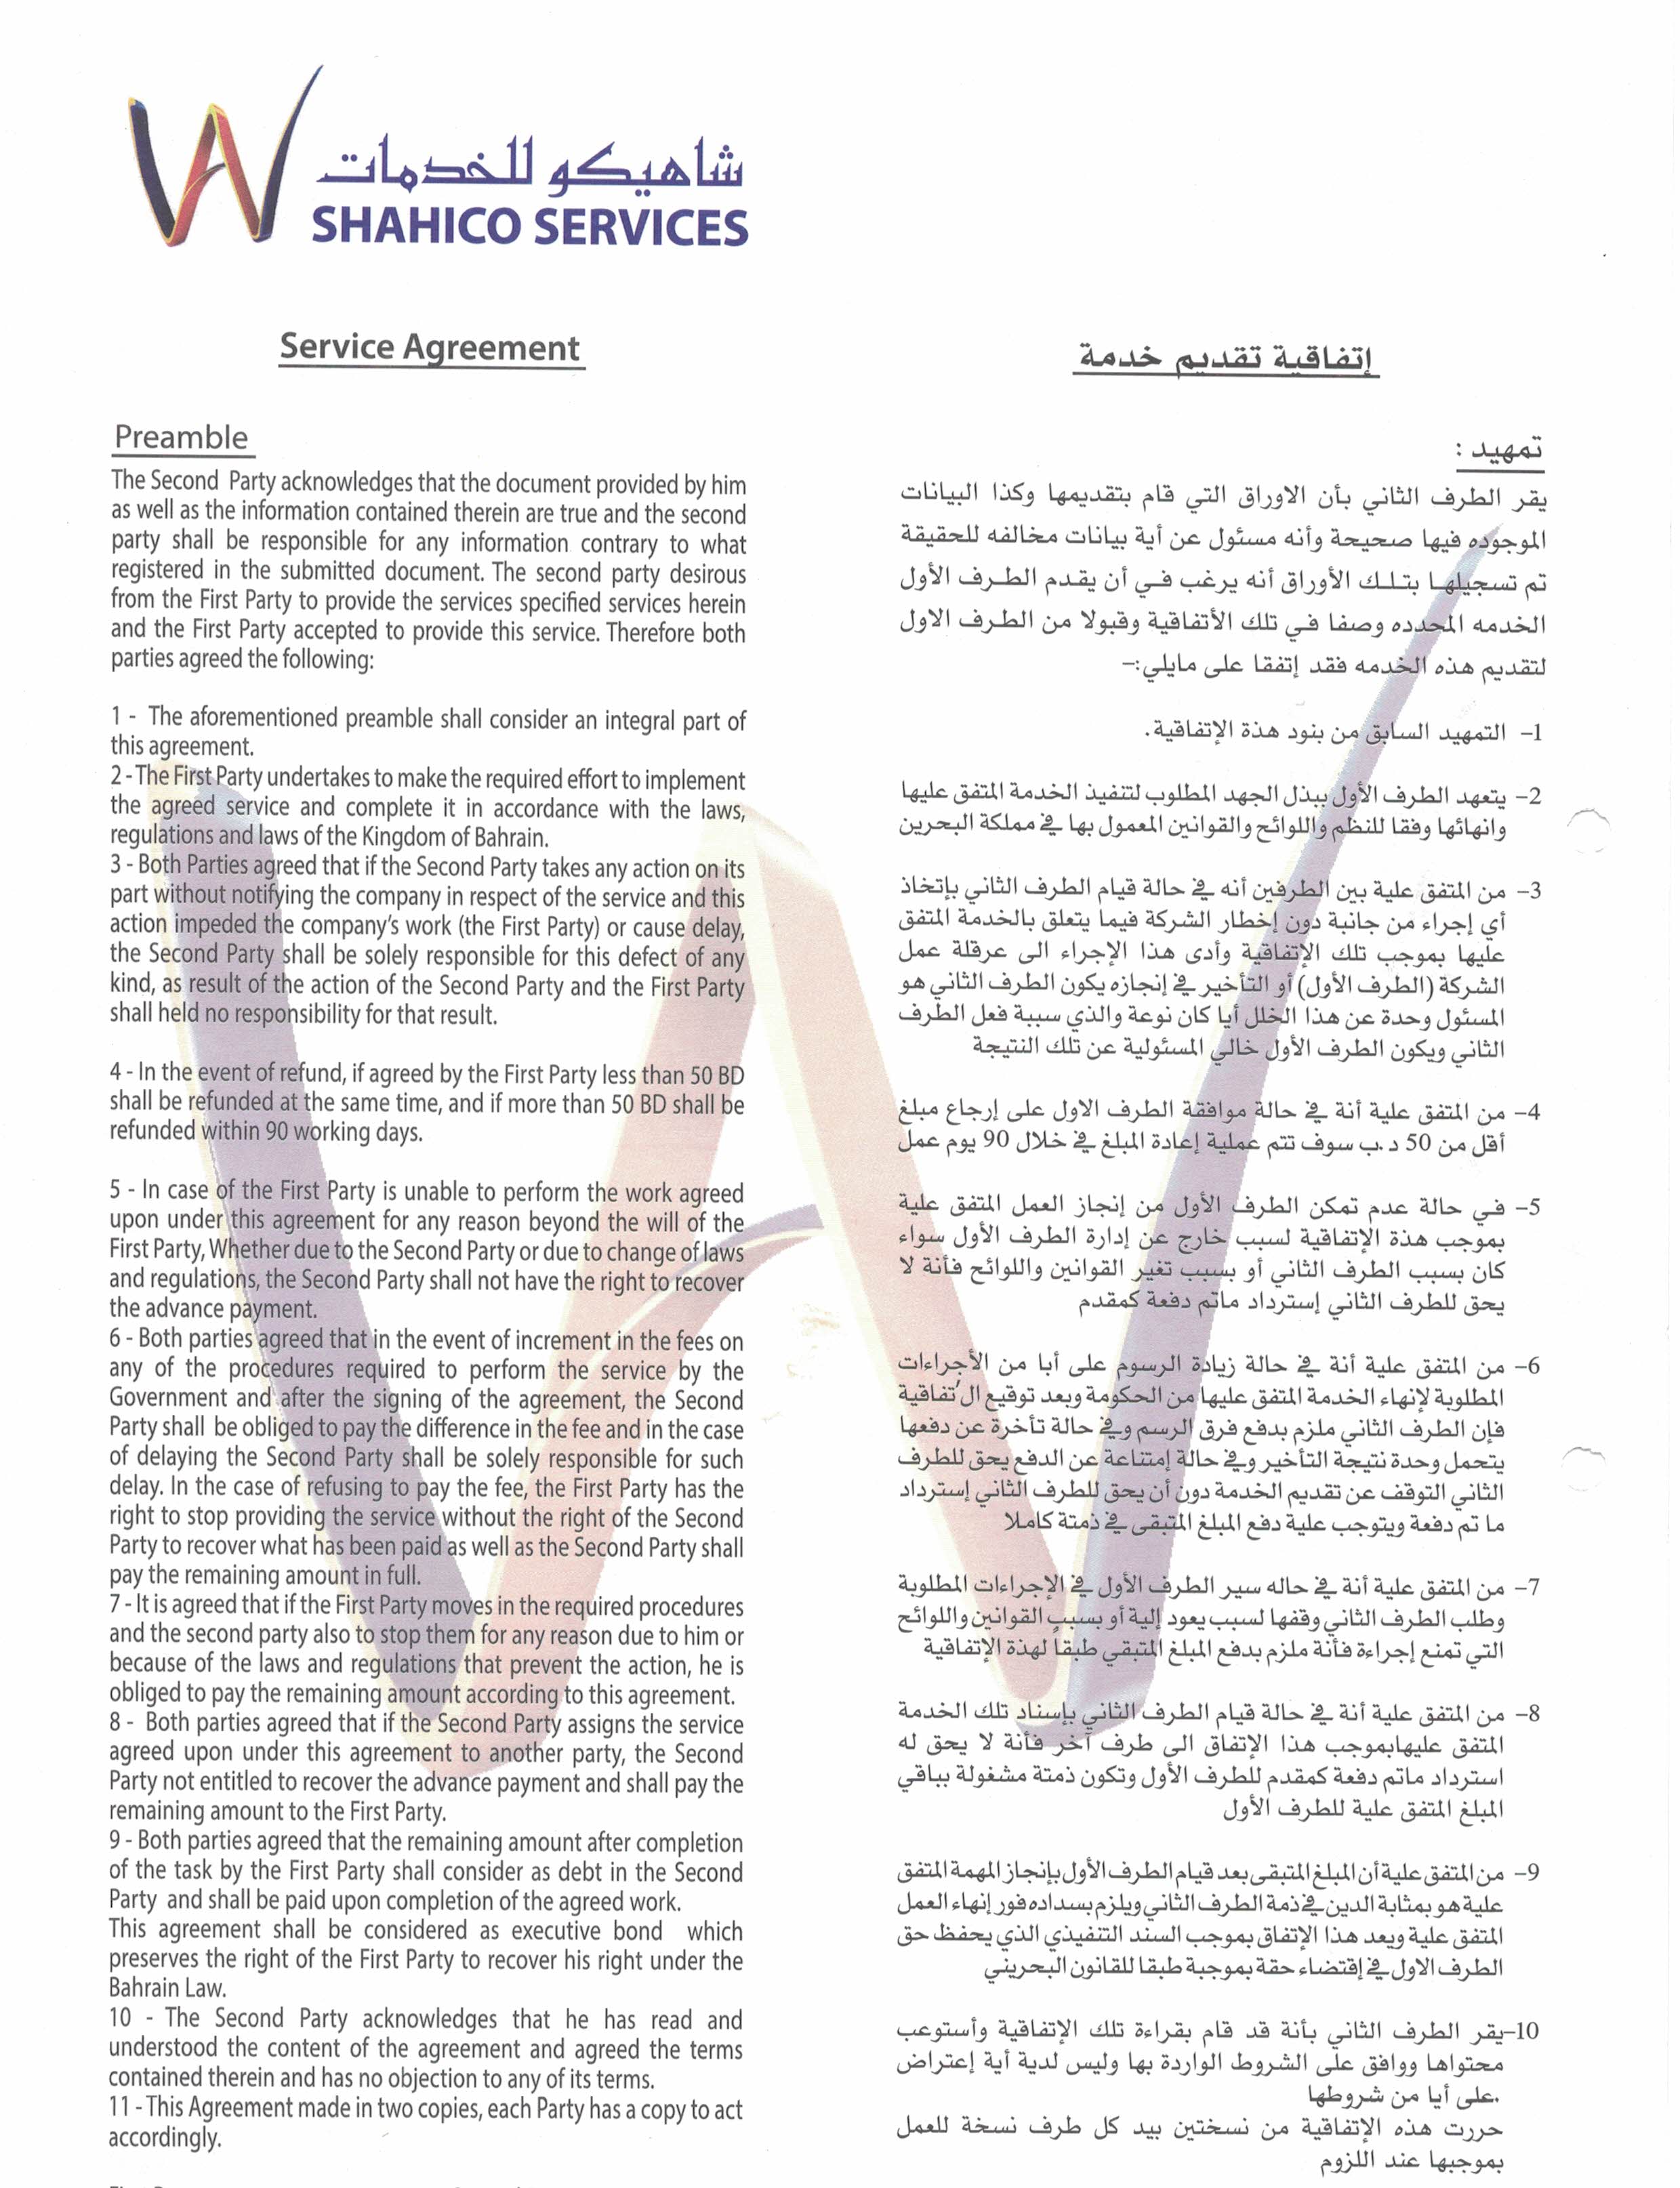 شاهيكو للخدمات
SHAHICO SERVICES
Service Agreement
Preamble
The Second Party acknowledges that the document provided by him
as well as the information contained therein are true and the second
party shall be responsible for any information contrary to what
registered in the submitted document. The second party desirous
from the First Party to provide the services specified services herein
and the First Party accepted to provide this service. Therefore both
parties agreed the following:
1 - The aforementioned preamble shall consider an integral part of
this agreement.
2 - The First Party undertakes to make the required effort to implement
the agreed service and complete it in accordance with the laws,
regulations and laws of the Kingdom of Bahrain.
3 - Both Parties agreed that if the Second Party takes any action on its
part without notifying the company in respect of the service and this
action impeded the company's work (the First Party) or cause delay,
the Second Party shall be solely responsible for this defect of any
kind, as result of the action of the Second Party and the First Party
shall held no responsibility for that result.
4 - In the event of refund, if agreed by the First Party less than 50 BD
shall be refunded at the same time, and if more than 50 BD shall be
refunded within 90 working days.
5 - In case of the First Party is unable to perform the work agreed
upon under this agreement for any reason beyond the will of the
First Party, Whether due to the Second Party or due to change of laws
and regulations, the Second Party shall not have the right to recover
the advance payment.
6 - Both parties agreed that in the event of increment in the fees on
any of the procedures required to perform the service by the
Government and after the signing of the agreement, the Second
Party shall be obliged to pay the difference in the fee and in the case
of delaying the Second Party shall be solely responsible for such
delay. In the case of refusing to pay the fee, the First Party has the
right to stop providing the service without the right of the Second
Party to recover what has been paid as well as the Second Party shall
pay the remaining amount in full.
7 - It is agreed that if the First Party moves in the required procedures
and the second party also to stop them for any reason due to him or
because of the laws and regulations that prevent the action, he is
obliged to pay the remaining amount according to this agreement.
8 - Both parties agreed that if the Second Party assigns the service
agreed upon under this agreement to another party, the Second
Party not entitled to recover the advance payment and shall pay the
remaining amount to the First Party.
9 - Both parties agreed that the remaining amount after completion
of the task by the First Party shall consider as debt in the Second
Party and shall be paid upon completion of the agreed work.
This agreement shall be considered as executive bond which
preserves the right of the First Party to recover his right under the
Bahrain Law.
10 - The Second Party acknowledges that he has read and
understood the content of the agreement and agreed the terms
contained therein and has no objection to any of its terms.
11 - This Agreement made in two copies, each Party has a copy to act
accordingly.
إتفاقية تقديم خدمة
تمهيد :
يقر الطرف الثاني بأن الاوراق التي قام بتقديمها وكذا البيانات
الموجوده فيها صحيحة وأنه مسئول عن أية بيانات مخالفه للحقيقة
تم تسجيلها بتلك الأوراق أنه يرغب في أن يقدم الطرف الأول
الخدمه المحدده وصفا في تلك الأتفاقية وقبولا من الطرف الاول
لتقديم هذه الخدمه فقد إتفقا على مايلي:-
1- التمهيد السابق من بنود هذة الإتفاقية.
2- يتعهد الطرف الأول ببذل الجهد المطلوب لتنفيذ الخدمة المتفق عليها
وانهائها وفقا للنظم واللوائح والقوانين المعمول بها في مملكة البحرين
3- من المتفق علية بين الطرفين أنه في حالة قيام الطرف الثاني بإتخاذ
أي إجراء من جانبة دون إخطار الشركة فيما يتعلق بالخدمة المتفق
عليها بموجب تلك الإتفاقية وأدى هذا الإجراء الى عرقلة عمل
الشركة (الطرف الأول) أو التأخير في إنجازه يكون الطرف الثاني هو
المسئول وحدة عن هذا الخلل أيا كان نوعة والذي سببة فعل الطرف
الثاني ويكون الطرف الأول خالي المسئولية عن تلك النتيجة
4- من المتفق علية أنة في حالة موافقة الطرف الاول على إرجاع مبلغ
أقل من 50 د.ب سوف تتم عملية إعادة المبلغ في خلال 90 يوم عمل
5- في حالة عدم تمكن الطرف الأول من إنجاز العمل المتفق علية
بموجب هذة الإتفاقية لسبب خارج عن إدارة الطرف الأول سواء
كان بسبب الطرف الثاني أو بسبب تغير القوانين واللوائح فأنة لا
يحق للطرف الثاني إسترداد ماتم دفعة كمقدم
6- من المتفق علية أنة في حالة زيادة الرسوم على أبا من الأجراءات
المطلوبة لإنهاء الخدمة المتفق عليها من الحكومة وبعد توقيع ال'تفاقية
فإن الطرف الثاني ملزم بدفع فرق الرسم وفي حالة تأخرة عن دفعها
يتحمل وحدة نتيجة التأخير وفي حالة إمتناعة عن الدفع يحق للطرف
الثاني التوقف عن تقديم الخدمة دون أن يحق للطرف الثاني إسترداد
ما تم دفعة ويتوجب علية دفع المبلغ المتبقى في ذمتة كاملا
7- من المتفق علية أنة في حاله سير الطرف الأول في الإجراءات المطلوبة
وطلب الطرف الثاني وقفها لسبب يعود إلية أو بسبب القوانين واللوائح
التي تمنع إجراءة فأنة ملزم بدفع المبلغ المتبقي طبقاً لهذة الإتفاقية
8- من المتفق علية أنة في حالة قيام الطرف الثاني بإسناد تلك الخدمة
المتفق عليهابموجب هذا الإتفاق الى طرف آخر فأنة لا يحق له
استرداد ماتم دفعة كمقدم للطرف الأول وتكون ذمتة مشغولة بباقي
المبلغ المتفق علية للطرف الأول
9- من المتفق علية أن المبلغ المتبقى بعد قيام الطرف الأول بإنجاز المهمة المتفق
علية هو بمثابة الدين في ذمة الطرف الثاني ويلزم بسداده فور إنهاء العمل
المتفق علية ويعد هذا الإتفاق بموجب السند التنفيذي الذي يحفظ حق
الطرف الاول في إقتضاء حقة بموجبة طبقا للقانون البحريني
10-يقر الطرف الثاني بأنة قد قام بقراءة تلك الإتفاقية وأستوعب
محتواها ووافق على الشروط الواردة بها وليس لدية أية إعتراض
.على أيا من شروطها
حررت هذه الإتفاقية من نسختين بيد كل طرف نسخة للعمل
بموجبها عند اللزوم